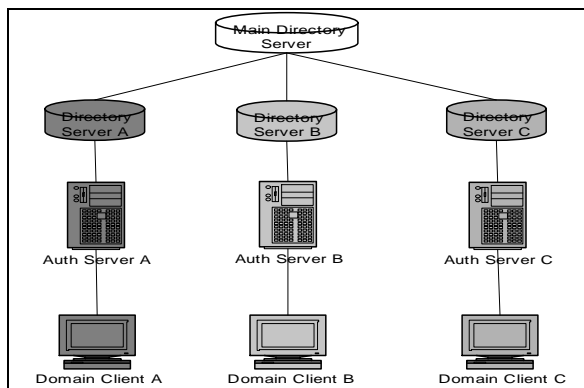 Main Directory
Server
Directory
Server A
Directory
Server B
Directory
Server C
Auth Server A
Auth Server B
Auth Server C
Domain Client A
Domain Client B
Domain Client C